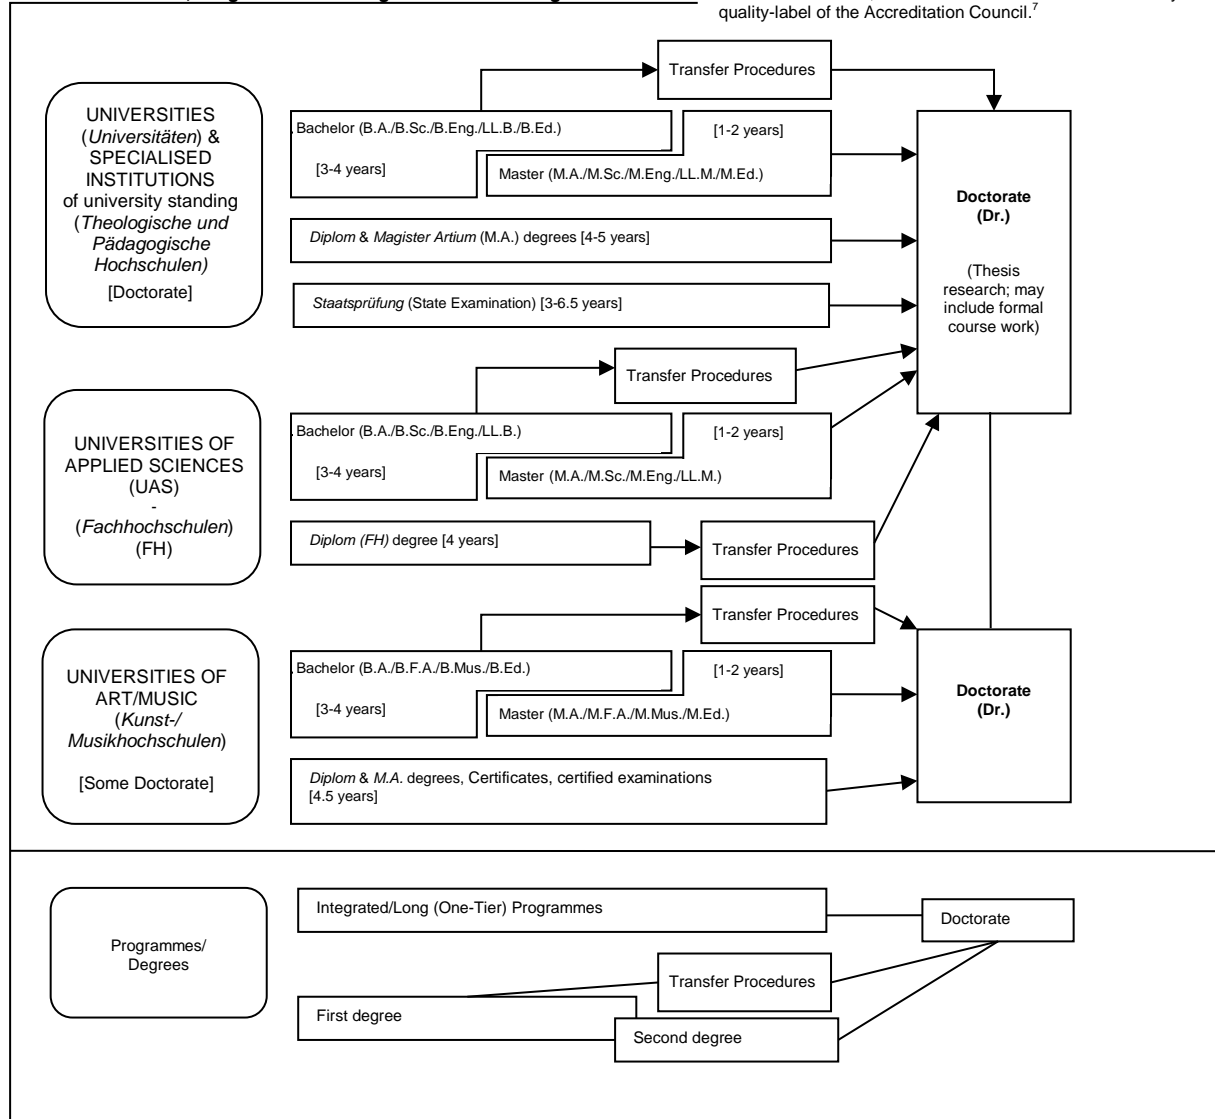 quality-label of the Accreditation Council.7
Transfer Procedures
UNIVERSITIES
(Universitäten) &
SPECIALISED
INSTITUTIONS
of university standing
(Theologische und
Pädagogische
Hochschulen)
[Doctorate]
Bachelor (B.A./B.Sc./B.Eng./LL.B./B.Ed.)
[3-4 years]
[1-2 years]
Master (M.A./M.Sc./M.Eng./LL.M./M.Ed.)
Diplom & Magister Artium (M.A.) degrees [4-5 years]
Staatsprüfung (State Examination) [3-6.5 years]
Doctorate
(Dr.)
(Thesis
research; may
include formal
course work)
Transfer Procedures
UNIVERSITIES OF
APPLIED SCIENCES
(UAS)
-
(Fachhochschulen)
(FH)
Bachelor (B.A./B.Sc./B.Eng./LL.B.)
[3-4 years]
[1-2 years]
Master (M.A./M.Sc./M.Eng./LL.M.)
Diplom (FH) degree [4 years]
Transfer Procedures
Transfer Procedures
UNIVERSITIES OF
ART/MUSIC
(Kunst-/
Musikhochschulen)
[Some Doctorate]
Bachelor (B.A./B.F.A./B.Mus./B.Ed.)
[3-4 years]
[1-2 years]
Master (M.A./M.F.A./M.Mus./M.Ed.)
Diplom & M.A. degrees, Certificates, certified examinations
[4.5 years]
Doctorate
(Dr.)
Programmes/
Degrees
Integrated/Long (One-Tier) Programmes
Doctorate
Transfer Procedures
First degree
Second degree